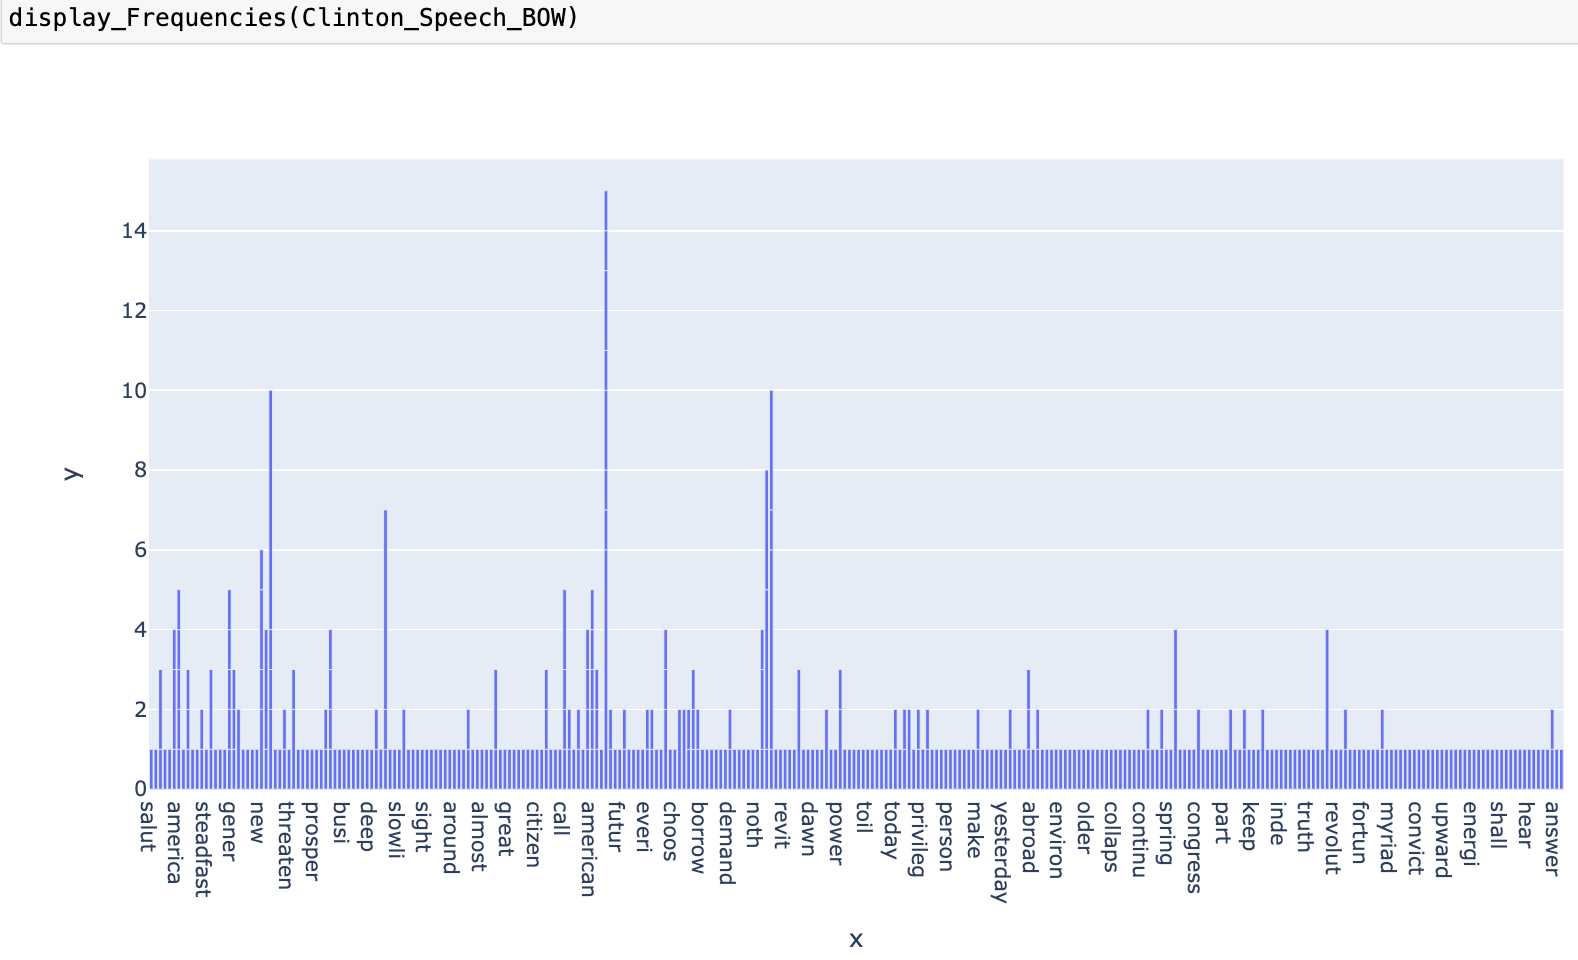 display_Frequencies(Clinton_Speech_BOW)
14
12
10
8
6
4
2
0
y
salut
america
steadfast
gener
new
threaten
prosper
busi
deep
slowli
sight
around
almost
great
citizen
call
american
futur
everi
choos
borrow
demand
noth
revit
dawn
power
toil
today
privileg
person
make
yesterday
abroad
environ
older
collaps
continu
spring
congress
part
keep
inde
truth
revolut
fortun
myriad
convict
upward
energi
shall
hear
answer
x